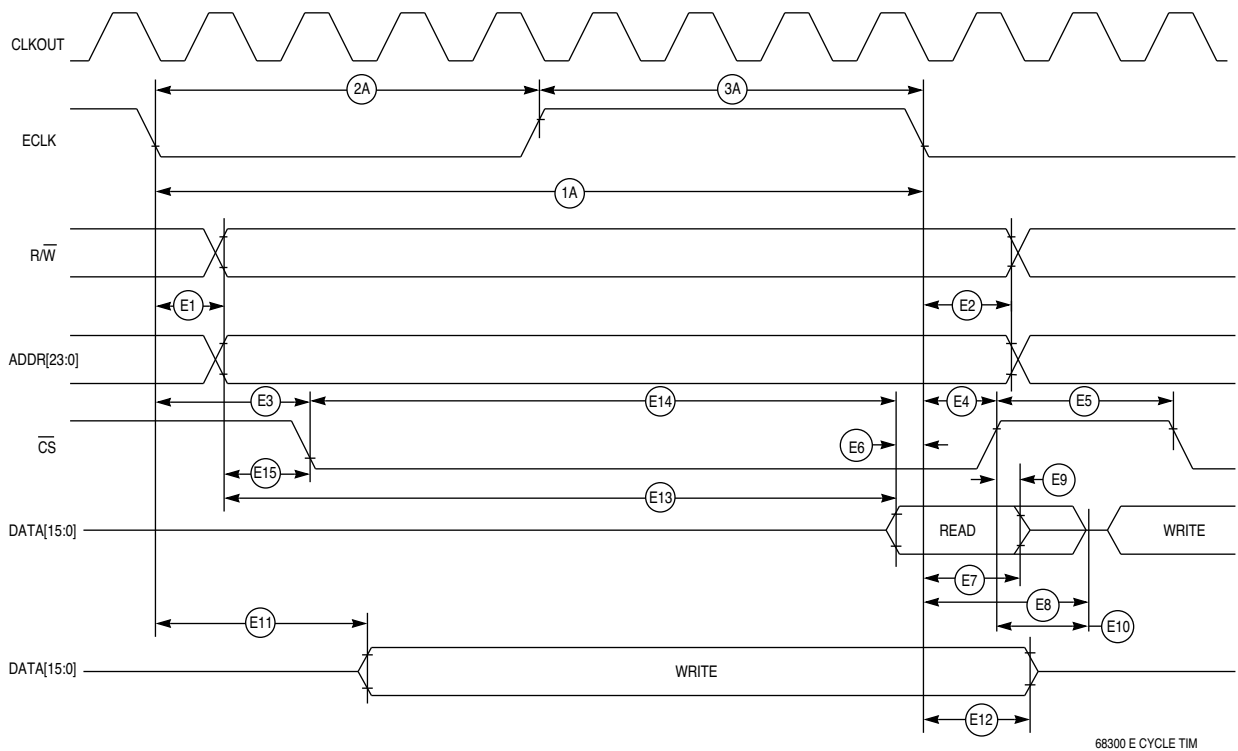 CLKOUT
2A
3A
ECLK
1A
R/W̅
E1
E2
ADDR[23:0]
E3
E14
E4
E5
C̅S̅
E6
E15
E9
E13
DATA[15:0]
READ
WRITE
E7
E8
E11
E10
DATA[15:0]
WRITE
E12
68300 E CYCLE TIM